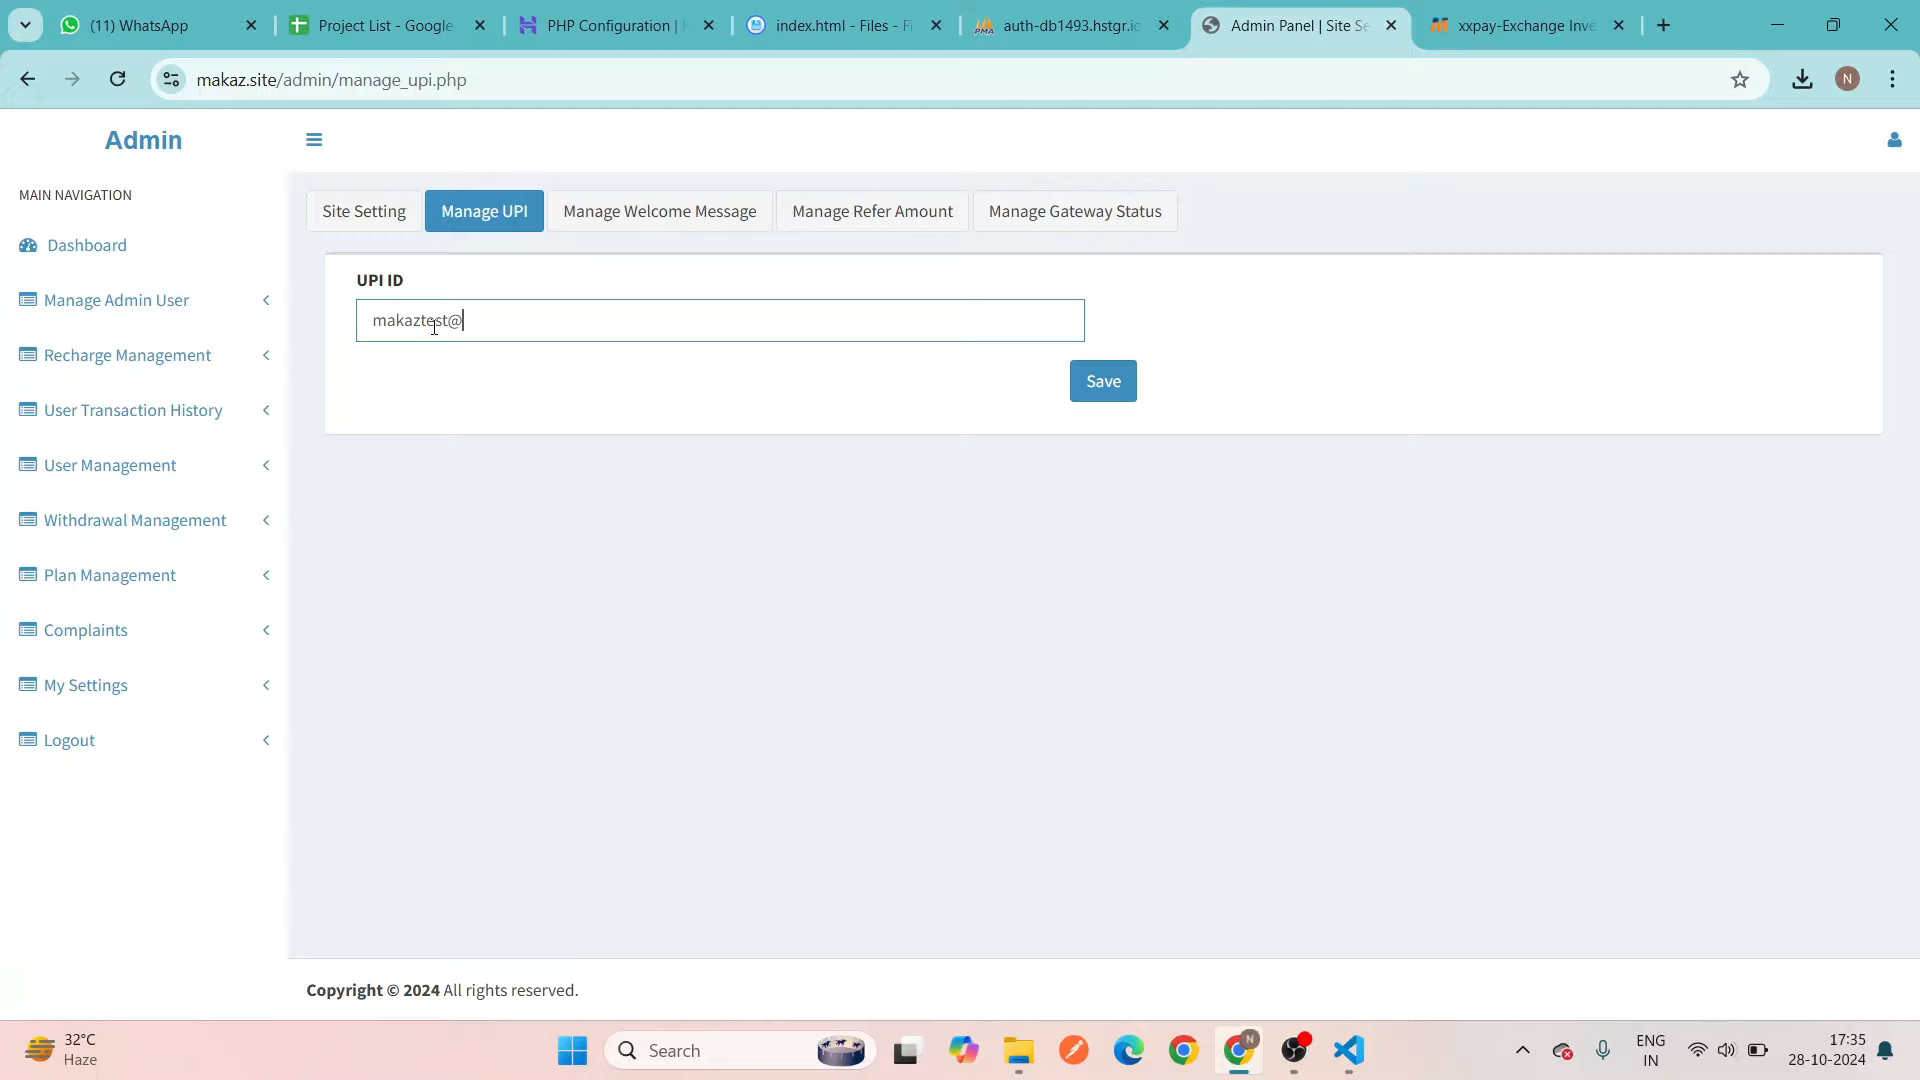 (11) WhatsApp
Project List - Google
PHP Configuration |
index.html - Files - Fi
auth-db1493.hstgr.io
Admin Panel | Site Se
xxpay-Exchange Inve
makaz.site/admin/manage_upi.php
N
Admin
MAIN NAVIGATION
Dashboard
Manage Admin User
Recharge Management
User Transaction History
User Management
Withdrawal Management
Plan Management
Complaints
My Settings
Logout
Site Setting
Manage UPI
Manage Welcome Message
Manage Refer Amount
Manage Gateway Status
UPI ID
makaztest@
Save
Copyright © 2024 All rights reserved.
32°C
Haze
Search
N
ENG
IN
17:35
28-10-2024